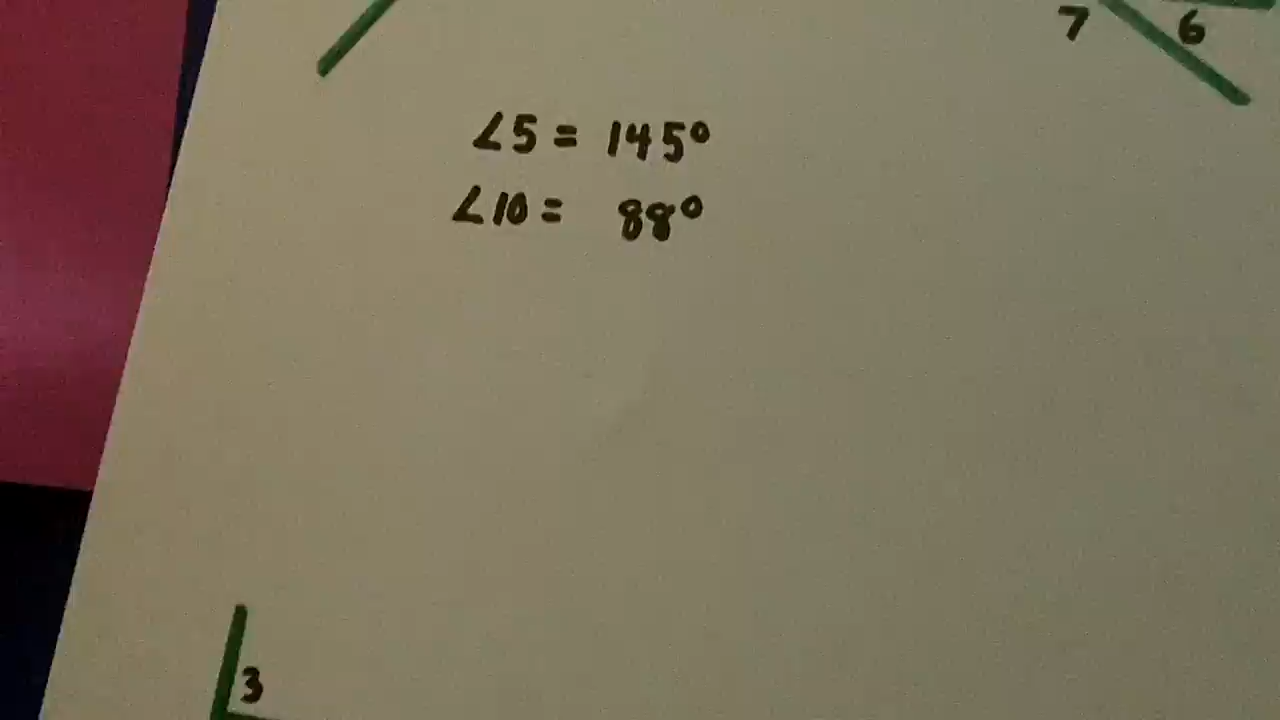 7 6
∠5 = 145°
∠10 = 88°
3